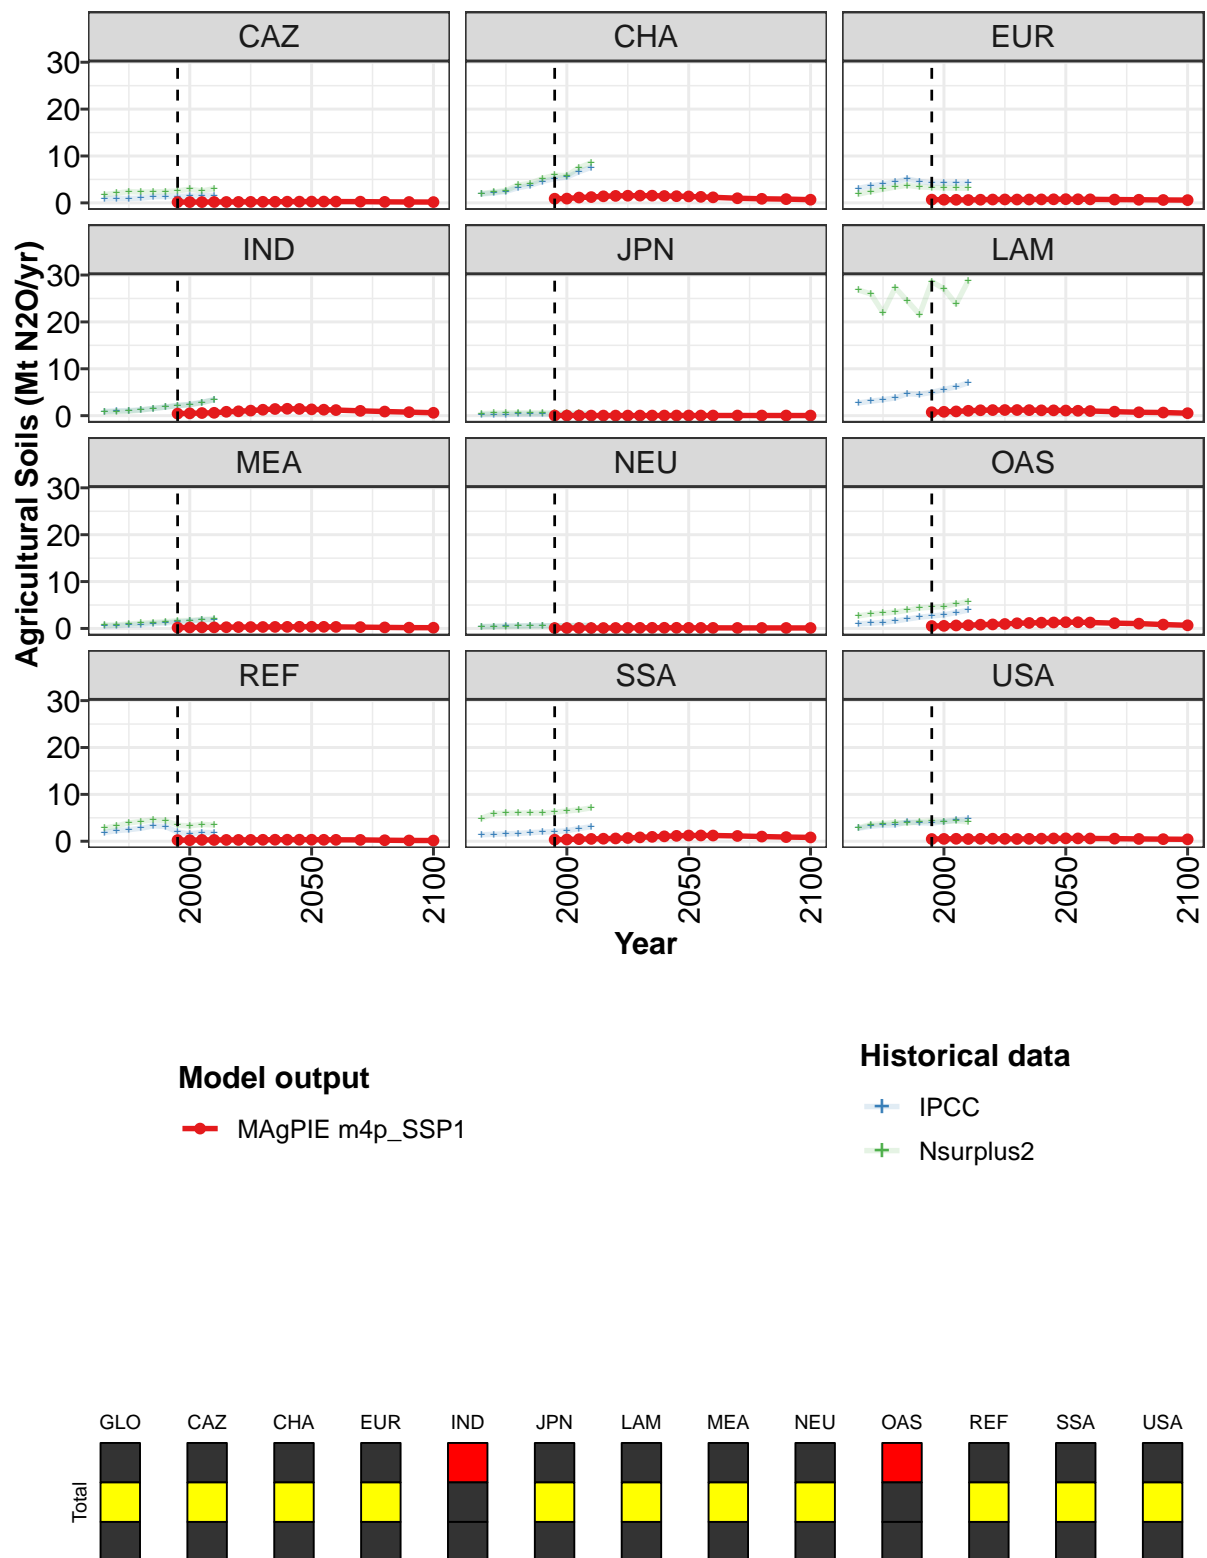 CAZ CHA EUR
30
20
10
0
IND JPN LAM
30
20
10
0
MEA NEU OAS
30
20
10
0
REF SSA USA
30
20
10
0
Agricultural Soils (Mt N2O/yr)
2000 2050 2100 2000 2050 2100 2000 2050 2100
Year
Model output
MAgPIE m4p_SSP1
Historical data
IPCC
Nsurplus2
GLO CAZ CHA EUR IND JPN LAM MEA NEU OAS REF SSA USA
Total